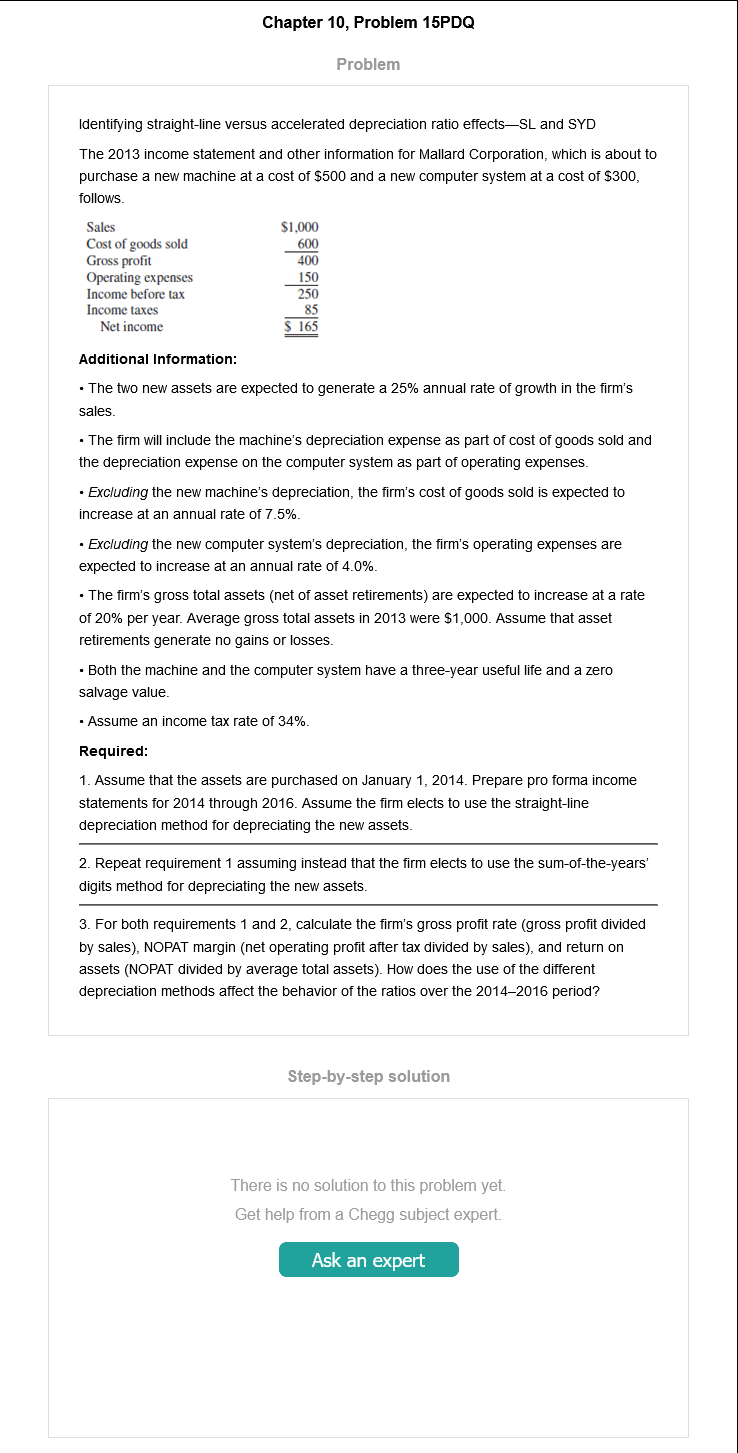 Chapter 10, Problem 15PDQ
Problem
Identifying straight-line versus accelerated depreciation ratio effects—SL and SYD
The 2013 income statement and other information for Mallard Corporation, which is about to
purchase a new machine at a cost of $500 and a new computer system at a cost of $300,
follows.
Sales $1,000
Cost of goods sold 600
Gross profit 400
Operating expenses 150
Income before tax 250
Income taxes 85
Net income $ 165
Additional Information:
• The two new assets are expected to generate a 25% annual rate of growth in the firm's
sales.
• The firm will include the machine's depreciation expense as part of cost of goods sold and
the depreciation expense on the computer system as part of operating expenses.
• Excluding the new machine's depreciation, the firm's cost of goods sold is expected to
increase at an annual rate of 7.5%.
• Excluding the new computer system's depreciation, the firm's operating expenses are
expected to increase at an annual rate of 4.0%.
• The firm's gross total assets (net of asset retirements) are expected to increase at a rate
of 20% per year. Average gross total assets in 2013 were $1,000. Assume that asset
retirements generate no gains or losses.
• Both the machine and the computer system have a three-year useful life and a zero
salvage value.
• Assume an income tax rate of 34%.
Required:
1. Assume that the assets are purchased on January 1, 2014. Prepare pro forma income
statements for 2014 through 2016. Assume the firm elects to use the straight-line
depreciation method for depreciating the new assets.
2. Repeat requirement 1 assuming instead that the firm elects to use the sum-of-the-years'
digits method for depreciating the new assets.
3. For both requirements 1 and 2, calculate the firm's gross profit rate (gross profit divided
by sales), NOPAT margin (net operating profit after tax divided by sales), and return on
assets (NOPAT divided by average total assets). How does the use of the different
depreciation methods affect the behavior of the ratios over the 2014–2016 period?
Step-by-step solution
There is no solution to this problem yet.
Get help from a Chegg subject expert.
Ask an expert